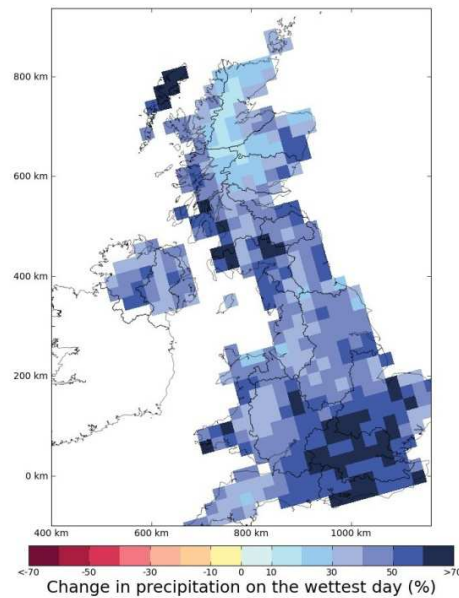 800 km
600 km
400 km
200 km
0 km
400 km 600 km 800 km 1000 km
<-70 -50 -30 -10 0 10 30 50 >70
Change in precipitation on the wettest day (%)